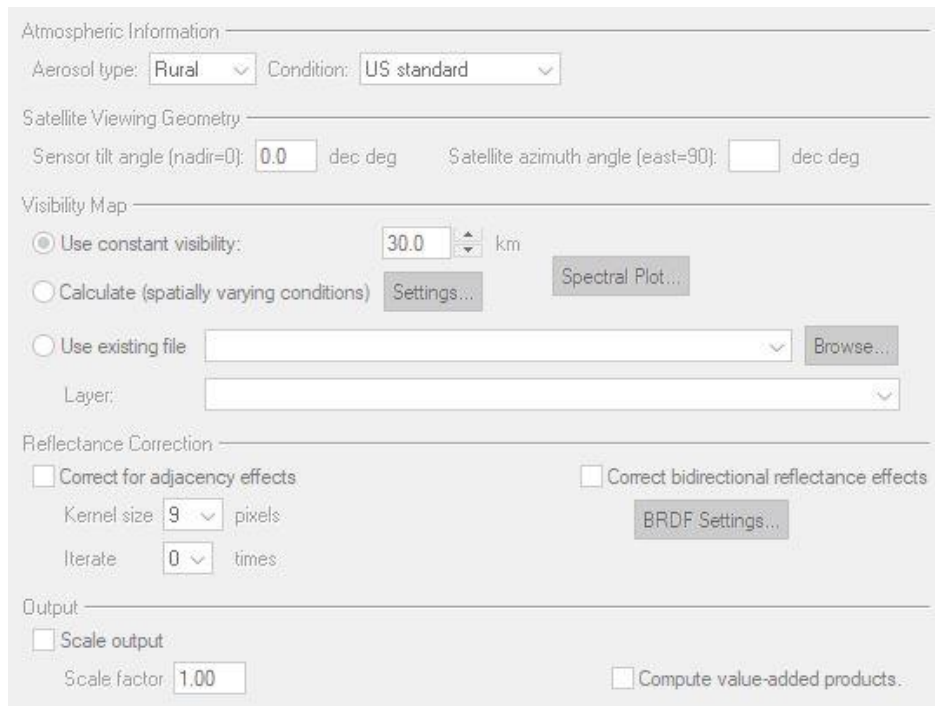 Atmospheric Information
Aerosol type: Rural Condition: US standard
Satellite Viewing Geometry
Sensor tilt angle (nadir=0): 0.0 dec deg Satellite azimuth angle (east=90): dec deg
Visibility Map
Use constant visibility: 30.0 km
Calculate (spatially varying conditions) Settings... Spectral Plot...
Use existing file Browse...
Layer:
Reflectance Correction
Correct for adjacency effects Correct bidirectional reflectance effects
Kernel size 9 pixels BRDF Settings...
Iterate 0 times
Output
Scale output
Scale factor 1.00 Compute value-added products.